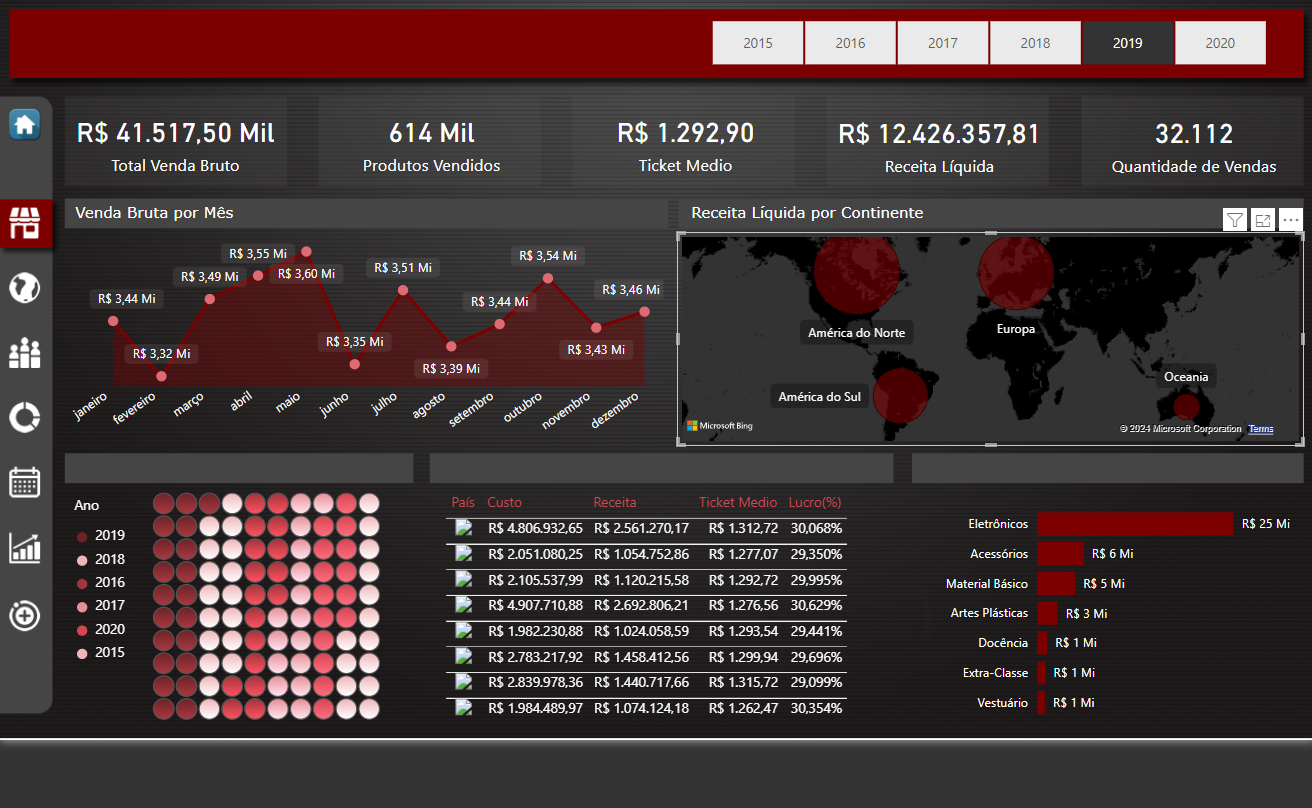 2015 2016 2017 2018 2019 2020
R$ 41.517,50 Mil
Total Venda Bruto
614 Mil
Produtos Vendidos
R$ 1.292,90
Ticket Medio
R$ 12.426.357,81
Receita Líquida
32.112
Quantidade de Vendas
Venda Bruta por Mês
R$ 3,44 Mi
R$ 3,32 Mi
R$ 3,49 Mi
R$ 3,55 Mi
R$ 3,60 Mi
R$ 3,35 Mi
R$ 3,51 Mi
R$ 3,39 Mi
R$ 3,44 Mi
R$ 3,54 Mi
R$ 3,43 Mi
R$ 3,46 Mi
janeiro
fevereiro
março
abril
maio
junho
julho
agosto
setembro
outubro
novembro
dezembro
Receita Líquida por Continente
América do Norte
Europa
América do Sul
Oceania
Microsoft Bing
© 2024 Microsoft Corporation Terms
Ano
2019
2018
2016
2017
2020
2015
País Custo Receita Ticket Medio Lucro(%)
R$ 4.806.932,65 R$ 2.561.270,17 R$ 1.312,72 30,068%
R$ 2.051.080,25 R$ 1.054.752,86 R$ 1.277,07 29,350%
R$ 2.105.537,99 R$ 1.120.215,58 R$ 1.292,72 29,995%
R$ 4.907.710,88 R$ 2.692.806,21 R$ 1.276,56 30,629%
R$ 1.982.230,88 R$ 1.024.058,59 R$ 1.293,54 29,441%
R$ 2.783.217,92 R$ 1.458.412,56 R$ 1.299,94 29,696%
R$ 2.839.978,36 R$ 1.440.717,66 R$ 1.315,72 29,099%
R$ 1.984.489,97 R$ 1.074.124,18 R$ 1.262,47 30,354%
Eletrônicos R$ 25 Mi
Acessórios R$ 6 Mi
Material Básico R$ 5 Mi
Artes Plásticas R$ 3 Mi
Docência R$ 1 Mi
Extra-Classe R$ 1 Mi
Vestuário R$ 1 Mi